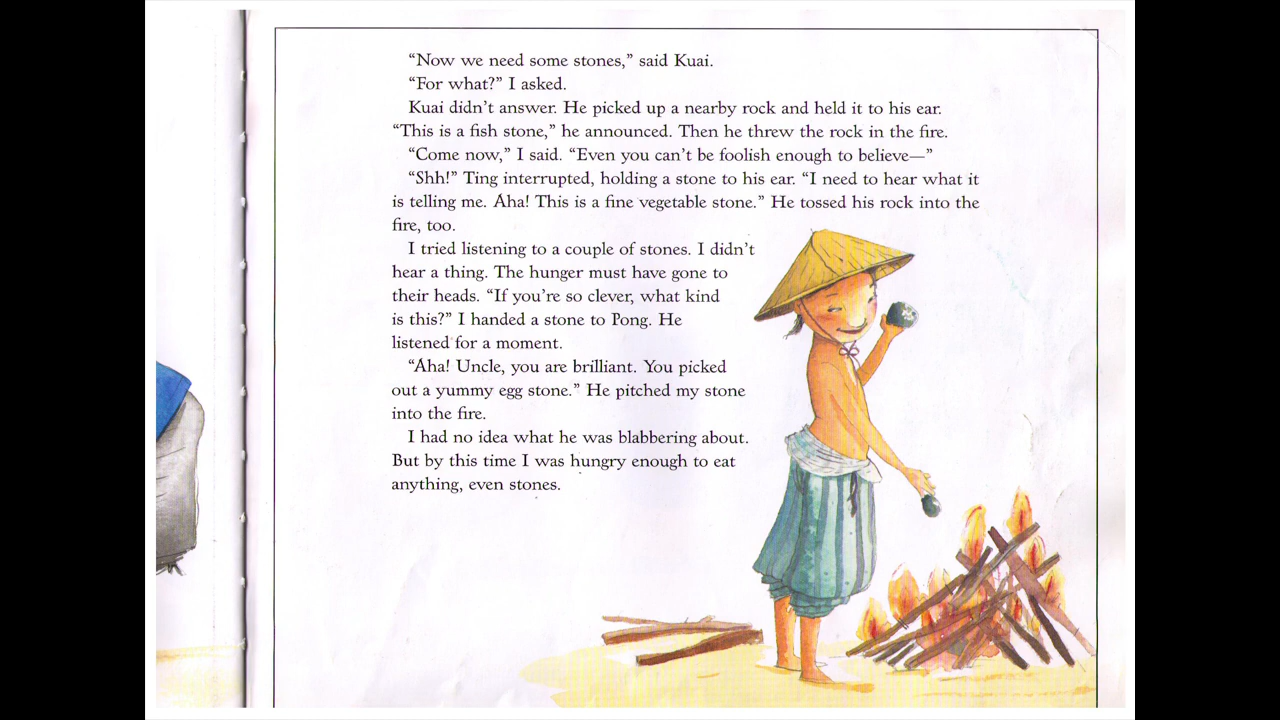 “Now we need some stones,” said Kuai.
“For what?” I asked.
Kuai didn’t answer. He picked up a nearby rock and held it to his ear.
“This is a fish stone,” he announced. Then he threw the rock in the fire.
“Come now,” I said. “Even you can’t be foolish enough to believe—”
“Shh!” Ting interrupted, holding a stone to his ear. “I need to hear what it
is telling me. Aha! This is a fine vegetable stone.” He tossed his rock into the
fire, too.
I tried listening to a couple of stones. I didn’t
hear a thing. The hunger must have gone to
their heads. “If you’re so clever, what kind
is this?” I handed a stone to Pong. He
listened for a moment.
“Aha! Uncle, you are brilliant. You picked
out a yummy egg stone.” He pitched my stone
into the fire.
I had no idea what he was blabbering about.
But by this time I was hungry enough to eat
anything, even stones.